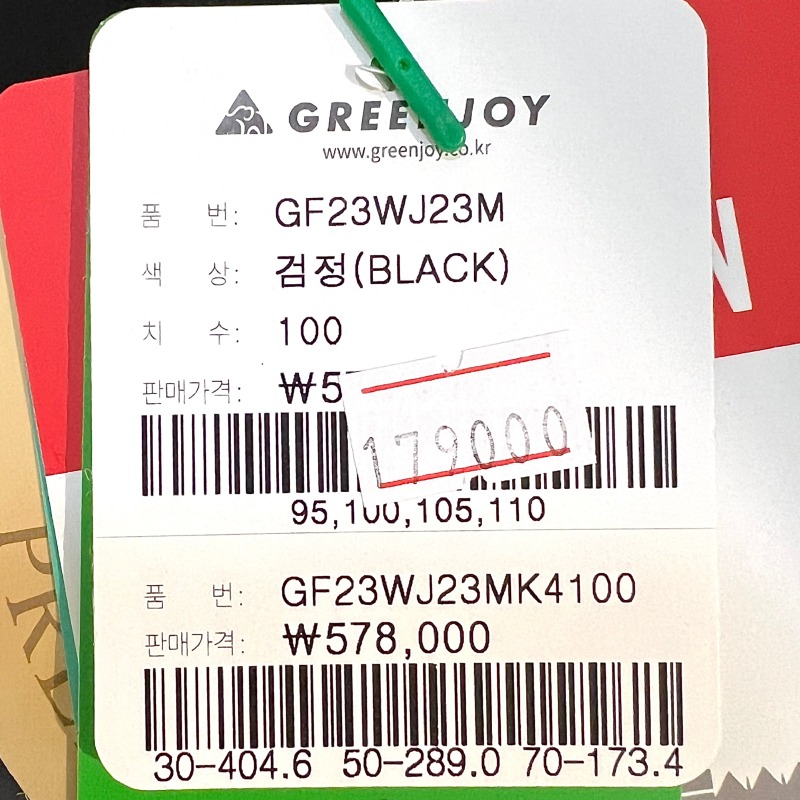 GREENJOY
www.greenjoy.co.kr
품 번: GF23WJ23M
색 상: 검정(BLACK)
치 수: 100
판매가격: ₩57
179000
95,100,105,110
품 번: GF23WJ23MK4100
판매가격: ₩578,000
30-404.6 50-289.0 70-173.4
N